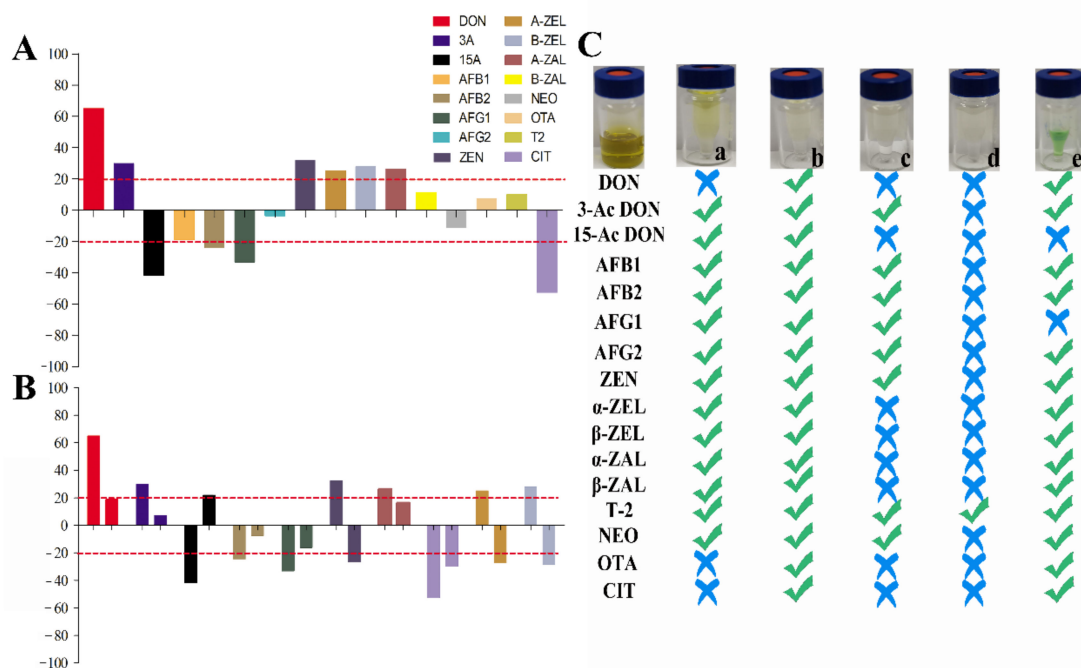 A
DON
3A
15A
AFB1
AFB2
AFG1
AFG2
ZEN
A-ZEL
B-ZEL
A-ZAL
B-ZAL
NEO
OTA
T2
CIT
100
80
60
40
20
0
−20
−40
−60
−80
−100
B
100
80
60
40
20
0
−20
−40
−60
−80
−100
C
a b c d e
DON
3-Ac DON
15-Ac DON
AFB1
AFB2
AFG1
AFG2
ZEN
α-ZEL
β-ZEL
α-ZAL
β-ZAL
T-2
NEO
OTA
CIT